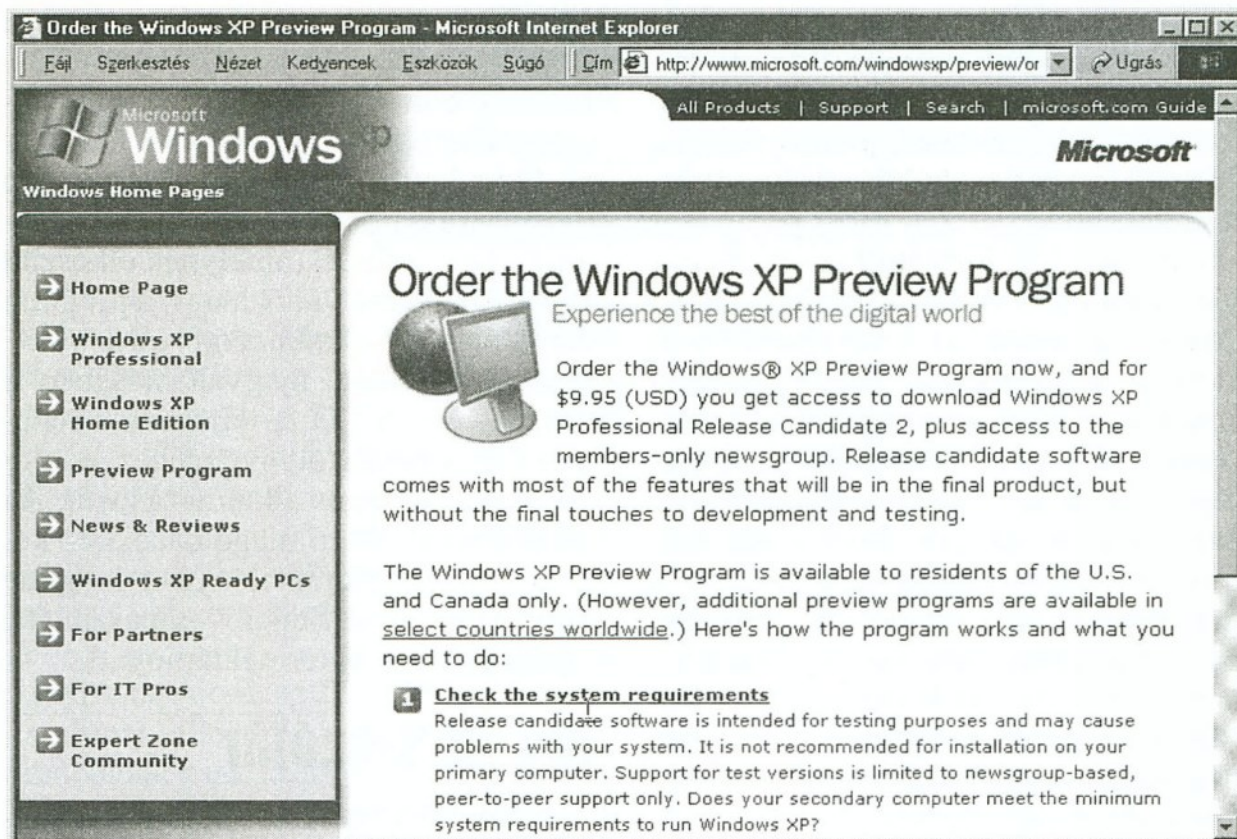 Order the Windows XP Preview Program - Microsoft Internet Explorer
Fájl Szerkesztés Nézet Kedvencek Eszközök Súgó Cím http://www.microsoft.com/windowsxp/preview/or Ugrás
All Products | Support | Search | microsoft.com Guide
Microsoft
Windows xp
Microsoft
Windows Home Pages
Home Page
Windows XP
Professional
Windows XP
Home Edition
Preview Program
News & Reviews
Windows XP Ready PCs
For Partners
For IT Pros
Expert Zone
Community
Order the Windows XP Preview Program
Experience the best of the digital world
Order the Windows® XP Preview Program now, and for
$9.95 (USD) you get access to download Windows XP
Professional Release Candidate 2, plus access to the
members-only newsgroup. Release candidate software
comes with most of the features that will be in the final product, but
without the final touches to development and testing.
The Windows XP Preview Program is available to residents of the U.S.
and Canada only. (However, additional preview programs are available in
select countries worldwide.) Here's how the program works and what you
need to do:
1 Check the system requirements
Release candidate software is intended for testing purposes and may cause
problems with your system. It is not recommended for installation on your
primary computer. Support for test versions is limited to newsgroup-based,
peer-to-peer support only. Does your secondary computer meet the minimum
system requirements to run Windows XP?